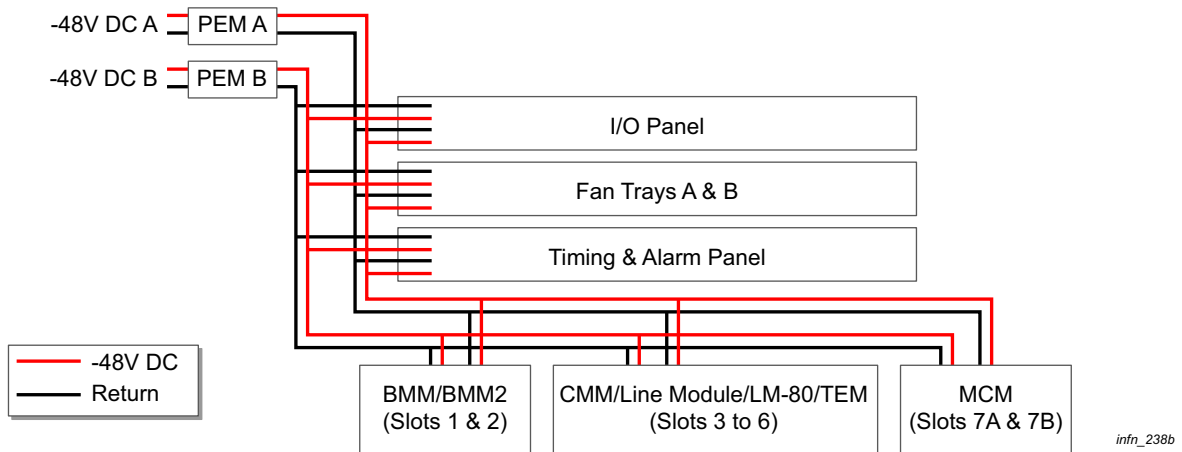 -48V DC A
PEM A
-48V DC B
PEM B
I/O Panel
Fan Trays A & B
Timing & Alarm Panel
-48V DC
Return
BMM/BMM2
(Slots 1 & 2)
CMM/Line Module/LM-80/TEM
(Slots 3 to 6)
MCM
(Slots 7A & 7B)
infn_238b